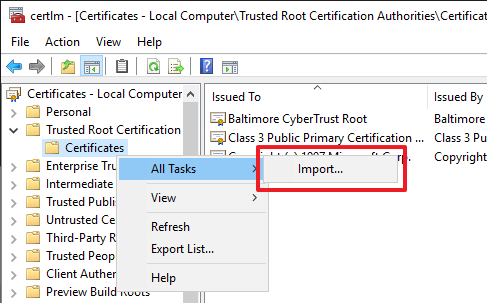 certlm - [Certificates - Local Computer\Trusted Root Certification Authorities\Certificat
File Action View Help
Certificates - Local Computer
Personal
Trusted Root Certification
Certificates
Enterprise Tru
Intermediate
Trusted Publi
Untrusted Ce
Third-Party R
Trusted Peop
Client Authen
Preview Build Roots
Issued To
Issued By
Baltimore CyberTrust Root
Baltimore
Class 3 Public Primary Certification ...
Class 3 Pu
Copyright (c) 1997 Microsoft Corp.
Copyright
All Tasks
Import...
View
Refresh
Export List...
Help